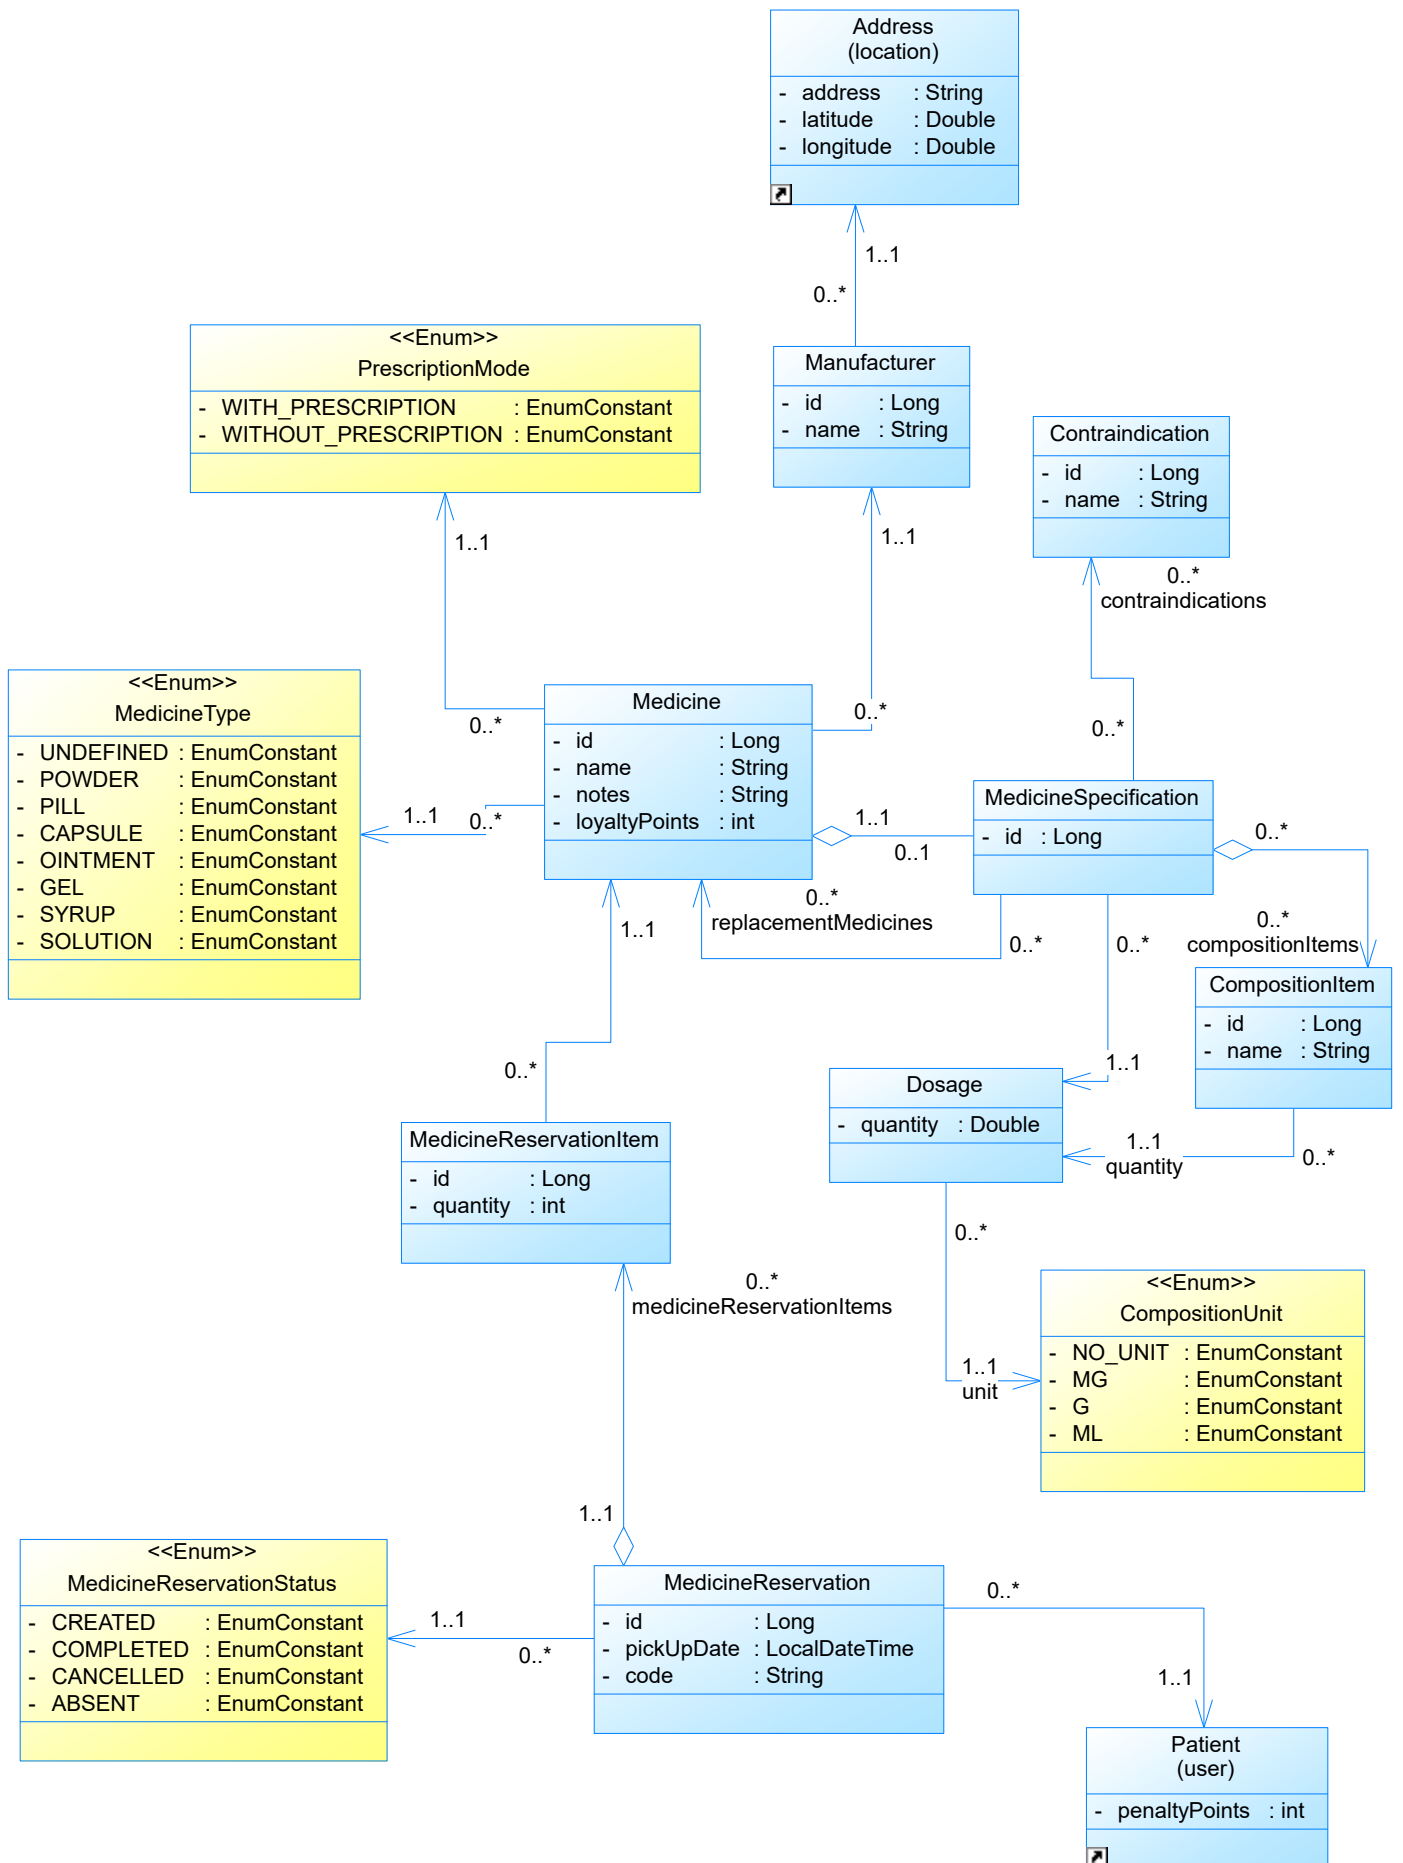 Address
(location)
- address : String
- latitude : Double
- longitude : Double
1..1
0..*
<<Enum>>
PrescriptionMode
- WITH_PRESCRIPTION : EnumConstant
- WITHOUT_PRESCRIPTION : EnumConstant
Manufacturer
- id : Long
- name : String
Contraindication
- id : Long
- name : String
1..1
1..1
0..*
contraindications
<<Enum>>
MedicineType
- UNDEFINED : EnumConstant
- POWDER : EnumConstant
- PILL : EnumConstant
- CAPSULE : EnumConstant
- OINTMENT : EnumConstant
- GEL : EnumConstant
- SYRUP : EnumConstant
- SOLUTION : EnumConstant
0..*
1..1
0..*
Medicine
- id : Long
- name : String
- notes : String
- loyaltyPoints : int
0..*
0..*
1..1
0..1
MedicineSpecification
- id : Long
0..*
0..*
compositionItems
0..*
replacementMedicines
0..*
0..*
1..1
CompositionItem
- id : Long
- name : String
0..*
1..1
Dosage
- quantity : Double
1..1
quantity
0..*
MedicineReservationItem
- id : Long
- quantity : int
0..*
0..*
medicineReservationItems
<<Enum>>
CompositionUnit
- NO_UNIT : EnumConstant
- MG : EnumConstant
- G : EnumConstant
- ML : EnumConstant
1..1
unit
1..1
<<Enum>>
MedicineReservationStatus
- CREATED : EnumConstant
- COMPLETED : EnumConstant
- CANCELLED : EnumConstant
- ABSENT : EnumConstant
1..1
0..*
MedicineReservation
- id : Long
- pickUpDate : LocalDateTime
- code : String
0..*
1..1
Patient
(user)
- penaltyPoints : int